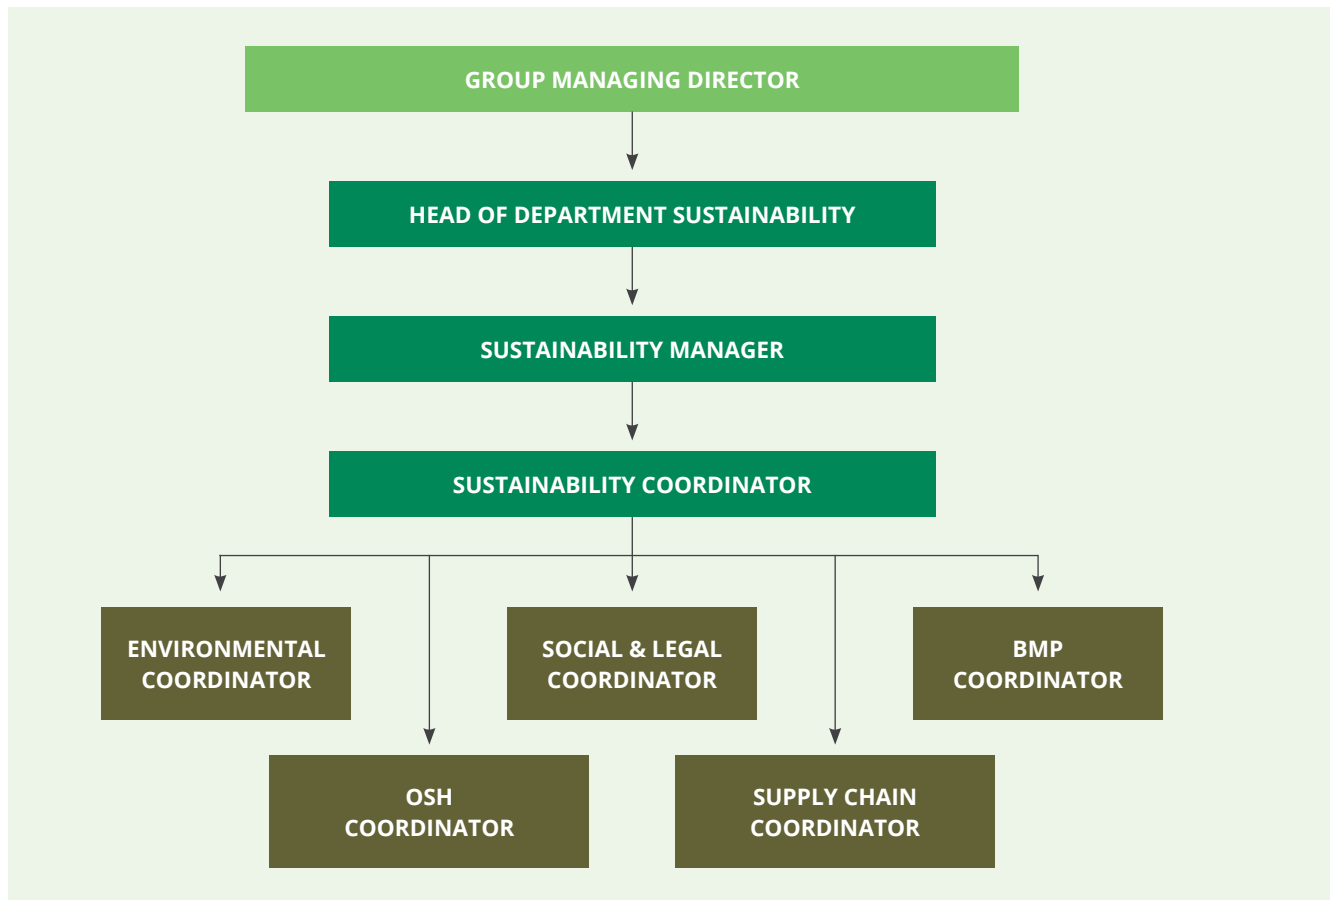 GROUP MANAGING DIRECTOR
HEAD OF DEPARTMENT SUSTAINABILITY
SUSTAINABILITY MANAGER
SUSTAINABILITY COORDINATOR
ENVIRONMENTAL
COORDINATOR
SOCIAL & LEGAL
COORDINATOR
BMP
COORDINATOR
OSH
COORDINATOR
SUPPLY CHAIN
COORDINATOR